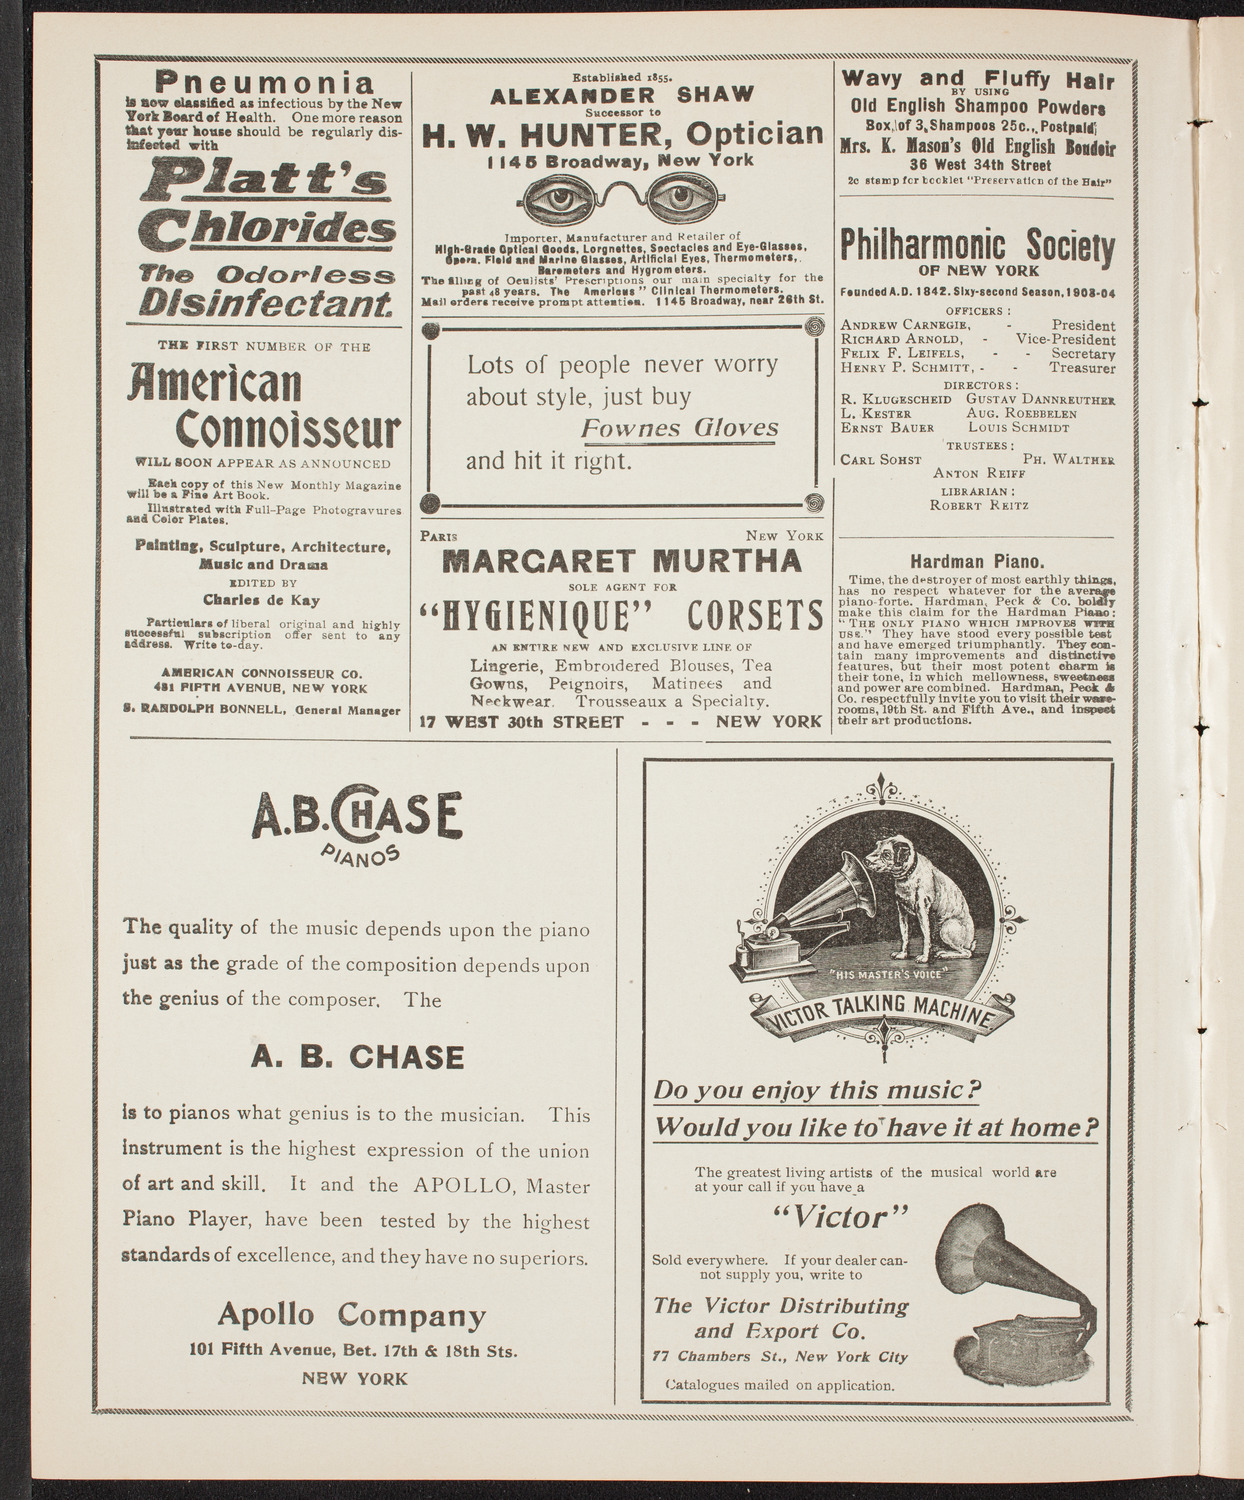 Pneumonia
is now classified as infectious by the New
York Board of Health. One more reason
that your house should be regularly dis-
infected with
Platt's
Chlorides
The Odorless
Disinfectant.
THE FIRST NUMBER OF THE
American
Connoisseur
WILL SOON APPEAR AS ANNOUNCED
Each copy of this New Monthly Magazine
will be a Fine Art Book.
Illustrated with Full-Page Photogravures
and Color Plates.
Painting, Sculpture, Architecture,
Music and Drama
EDITED BY
Charles de Kay
Particulars of liberal original and highly
successful subscription offer sent to any
address. Write to-day.
AMERICAN CONNOISSEUR CO.
481 FIFTH AVENUE, NEW YORK
S. RANDOLPH BONNELL, General Manager
Established 1855.
ALEXANDER SHAW
Successor to
H. W. HUNTER, Optician
1145 Broadway, New York
Importer, Manufacturer and Retailer of
High-Grade Optical Goods, Lorgnettes, Spectacles and Eye-Glasses,
Opera, Field and Marine Glasses, Artificial Eyes, Thermometers,
Barometers and Hygrometers.
The filling of Oculists' Prescriptions our main specialty for the
past 48 years. The Amerious " Clinical Thermometers.
Mail orders receive prompt attention. 1145 Broadway, near 26th St.
Lots of people never worry
about style, just buy
Fownes Gloves
and hit it right.
PARIS NEW YORK
MARGARET MURTHA
SOLE AGENT FOR
"HYGIENIQUE" CORSETS
AN ENTIRE NEW AND EXCLUSIVE LINE OF
Lingerie, Embroidered Blouses, Tea
Gowns, Peignoirs, Matinees and
Neckwear. Trousseaux a Specialty.
17 WEST 30th STREET - - - NEW YORK
Wavy and Fluffy Hair
BY USING
Old English Shampoo Powders
Box of 3 Shampoos 25c., Postpaid;
Mrs. K. Mason's Old English Boudoir
36 West 34th Street
2c stamp for booklet "Preservation of the Hair"
Philharmonic Society
OF NEW YORK
Founded A.D. 1842. Sixy-second Season, 1903-04
OFFICERS:
ANDREW CARNEGIE, - President
RICHARD ARNOLD, - Vice-President
FELIX F. LEIFELS, - - Secretary
HENRY P. SCHMITT, - - Treasurer
DIRECTORS:
R. KLUGESCHEID GUSTAV DANNREUTHER
L. KESTER AUG. ROEBBELEN
ERNST BAUER LOUIS SCHMIDT
TRUSTEES:
CARL SOHST PH. WALTHER
ANTON REIFF
LIBRARIAN:
ROBERT REITZ
Hardman Piano.
Time, the destroyer of most earthly things,
has no respect whatever for the average
piano-forte. Hardman, Peck & Co. boldly
make this claim for the Hardman Piano:
"THE ONLY PIANO WHICH IMPROVES WITH
USE." They have stood every possible test
and have emerged triumphantly. They con-
tain many improvements and distinctive
features, but their most potent charm is
their tone, in which mellowness, sweetness
and power are combined. Hardman, Peck &
Co. respectfully invite you to visit their ware-
rooms, 19th St. and Fifth Ave., and inspect
their art productions.
A.B. CHASE
PIANOS
The quality of the music depends upon the piano
just as the grade of the composition depends upon
the genius of the composer. The
A. B. CHASE
is to pianos what genius is to the musician. This
instrument is the highest expression of the union
of art and skill. It and the APOLLO, Master
Piano Player, have been tested by the highest
standards of excellence, and they have no superiors.
Apollo Company
101 Fifth Avenue, Bet. 17th & 18th Sts.
NEW YORK
"HIS MASTER'S VOICE"
VICTOR TALKING MACHINE
Do you enjoy this music?
Would you like to have it at home?
The greatest living artists of the musical world are
at your call if you have a
"Victor"
Sold everywhere. If your dealer can-
not supply you, write to
The Victor Distributing
and Export Co.
77 Chambers St., New York City
Catalogues mailed on application.